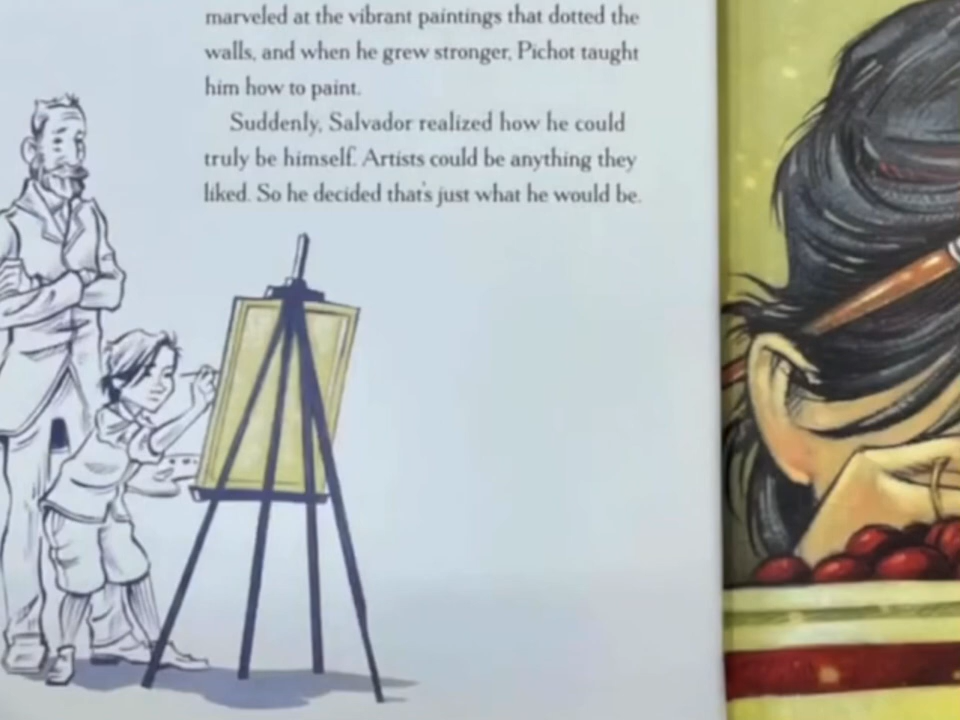 marveled at the vibrant paintings that dotted the
walls, and when he grew stronger, Pichot taught
him how to paint.
Suddenly, Salvador realized how he could
truly be himself. Artists could be anything they
liked. So he decided that's just what he would be.